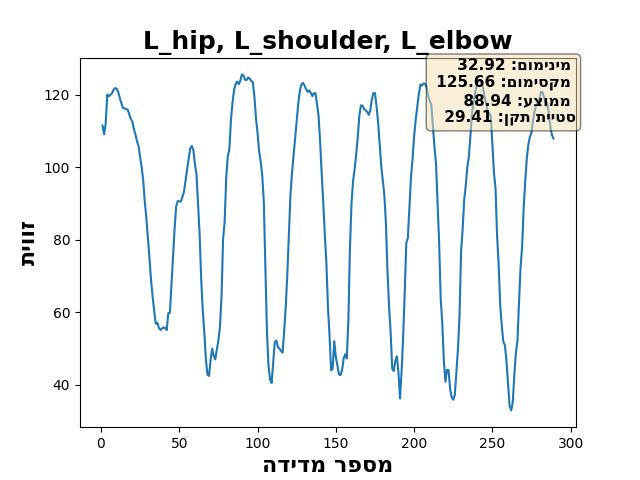 L_hip, L_shoulder, L_elbow
מינימום: 32.92
מקסימום: 125.66
ממוצע: 88.94
סטיית תקן: 29.41
זווית
120
100
80
60
40
0 50 100 150 200 250 300
מספר מדידה